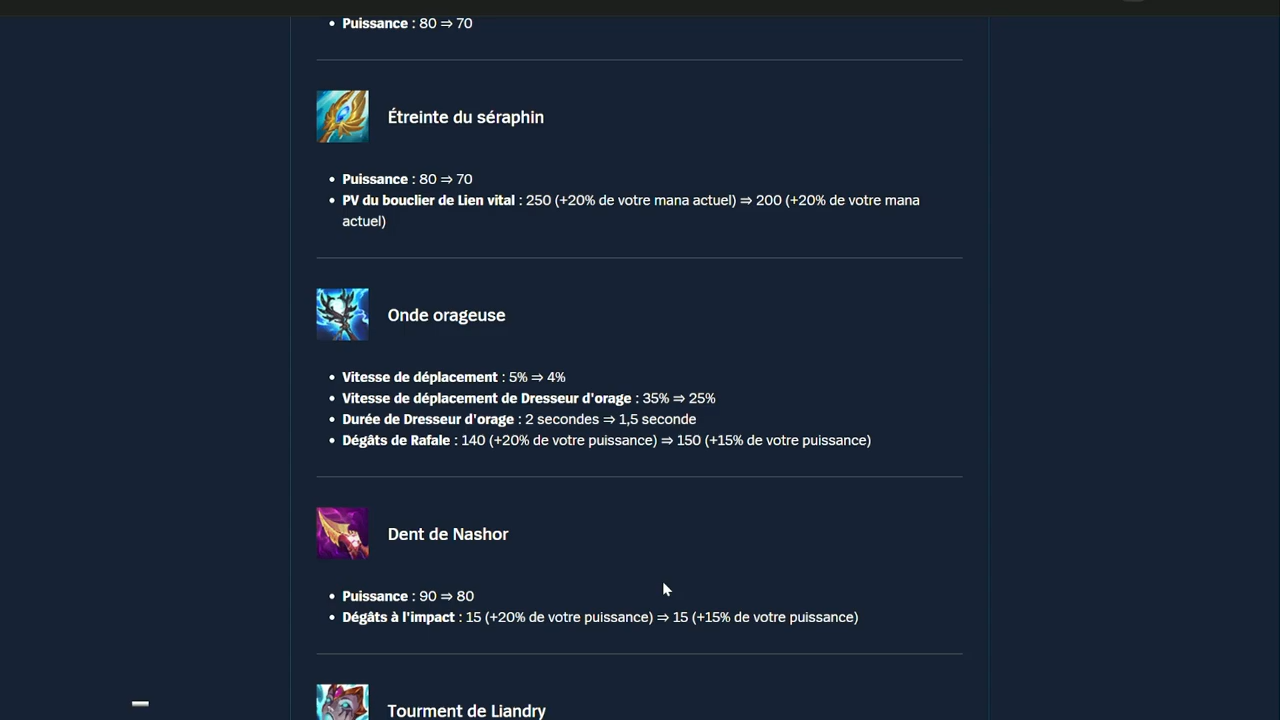 Puissance : 80 ⇒ 70
Étreinte du séraphin
Puissance : 80 ⇒ 70
PV du bouclier de Lien vital : 250 (+20% de votre mana actuel) ⇒ 200 (+20% de votre mana
actuel)
Onde orageuse
Vitesse de déplacement : 5% ⇒ 4%
Vitesse de déplacement de Dresseur d'orage : 35% ⇒ 25%
Durée de Dresseur d'orage : 2 secondes ⇒ 1,5 seconde
Dégâts de Rafale : 140 (+20% de votre puissance) ⇒ 150 (+15% de votre puissance)
Dent de Nashor
Puissance : 90 ⇒ 80
Dégâts à l'impact : 15 (+20% de votre puissance) ⇒ 15 (+15% de votre puissance)
Tourment de Liandry